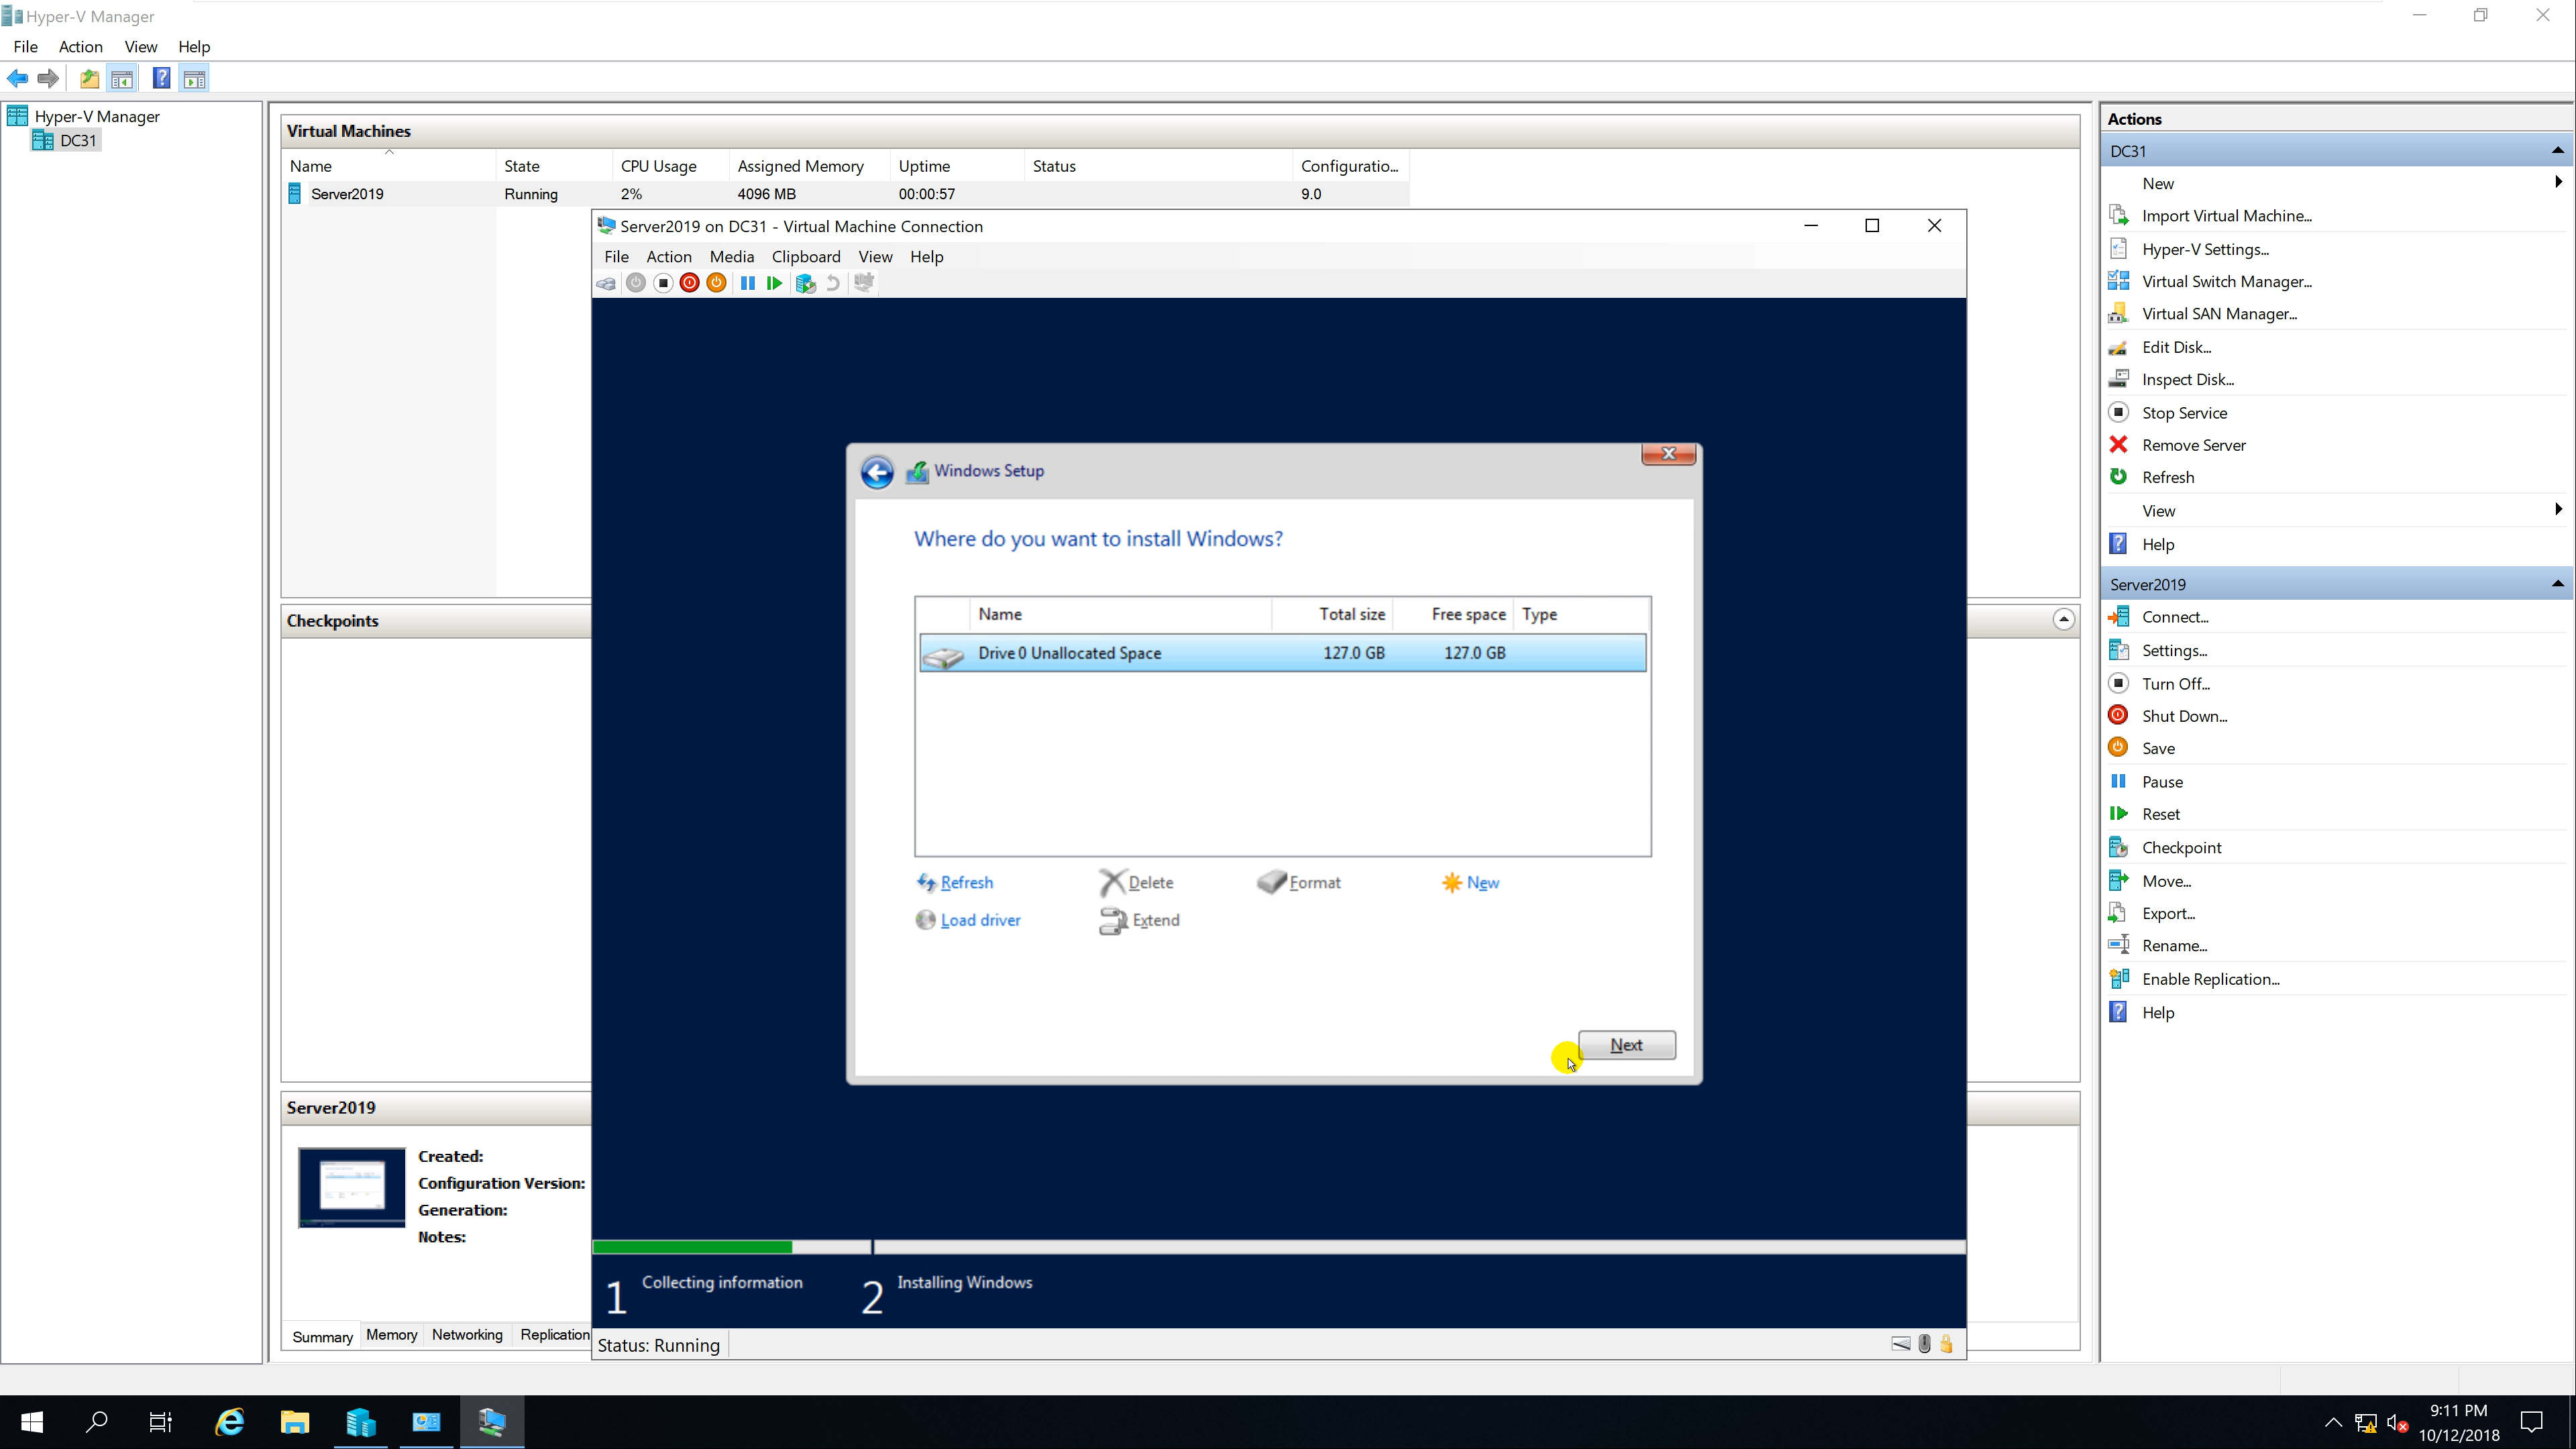 Hyper-V Manager
File Action View Help
Hyper-V Manager
DC31
Virtual Machines
Name State CPU Usage Assigned Memory Uptime Status Configuratio...
Server2019 Running 2% 4096 MB 00:00:57 9.0
Server2019 on DC31 - Virtual Machine Connection
File Action Media Clipboard View Help
Windows Setup
Where do you want to install Windows?
Name Total size Free space Type
Drive 0 Unallocated Space 127.0 GB 127.0 GB
Refresh Delete Format New
Load driver Extend
Next
1 Collecting information 2 Installing Windows
Status: Running
Checkpoints
Server2019
Created:
Configuration Version:
Generation:
Notes:
Summary Memory Networking Replication
Actions
DC31
New
Import Virtual Machine...
Hyper-V Settings...
Virtual Switch Manager...
Virtual SAN Manager...
Edit Disk...
Inspect Disk...
Stop Service
Remove Server
Refresh
View
Help
Server2019
Connect...
Settings...
Turn Off...
Shut Down...
Save
Pause
Reset
Checkpoint
Move...
Export...
Rename...
Enable Replication...
Help
9:11 PM
10/12/2018